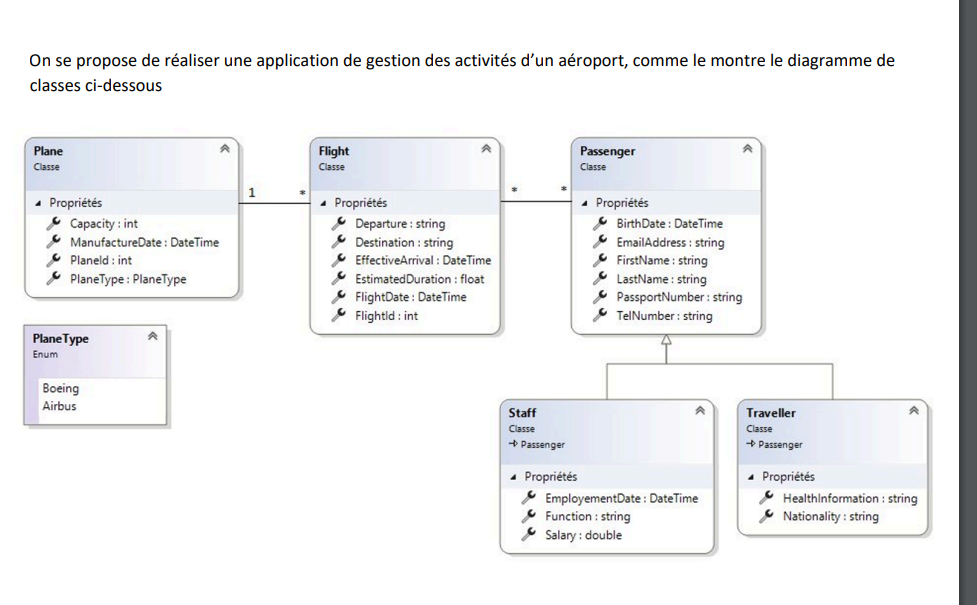 On se propose de réaliser une application de gestion des activités d’un aéroport, comme le montre le diagramme de
classes ci-dessous
Plane
Classe
Propriétés
Capacity : int
ManufactureDate : DateTime
PlaneId : int
PlaneType : PlaneType
1
*
Flight
Classe
Propriétés
Departure : string
Destination : string
EffectiveArrival : DateTime
EstimatedDuration : float
FlightDate : DateTime
FlightId : int
*
*
Passenger
Classe
Propriétés
BirthDate : DateTime
EmailAddress : string
FirstName : string
LastName : string
PassportNumber : string
TelNumber : string
PlaneType
Enum
Boeing
Airbus
Staff
Classe
Passenger
Propriétés
EmployementDate : DateTime
Function : string
Salary : double
Traveller
Classe
Passenger
Propriétés
HealthInformation : string
Nationality : string